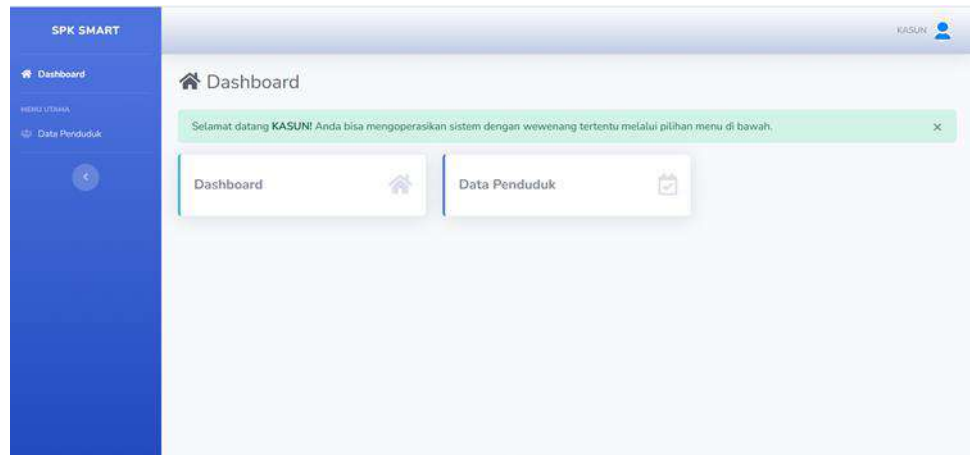 SPK SMART
KASUN
Dashboard
Dashboard
MENU UTAMA
Selamat datang KASUN! Anda bisa mengoperasikan sistem dengan wewenang tertentu melalui pilihan menu di bawah.
Data Penduduk
Dashboard
Data Penduduk